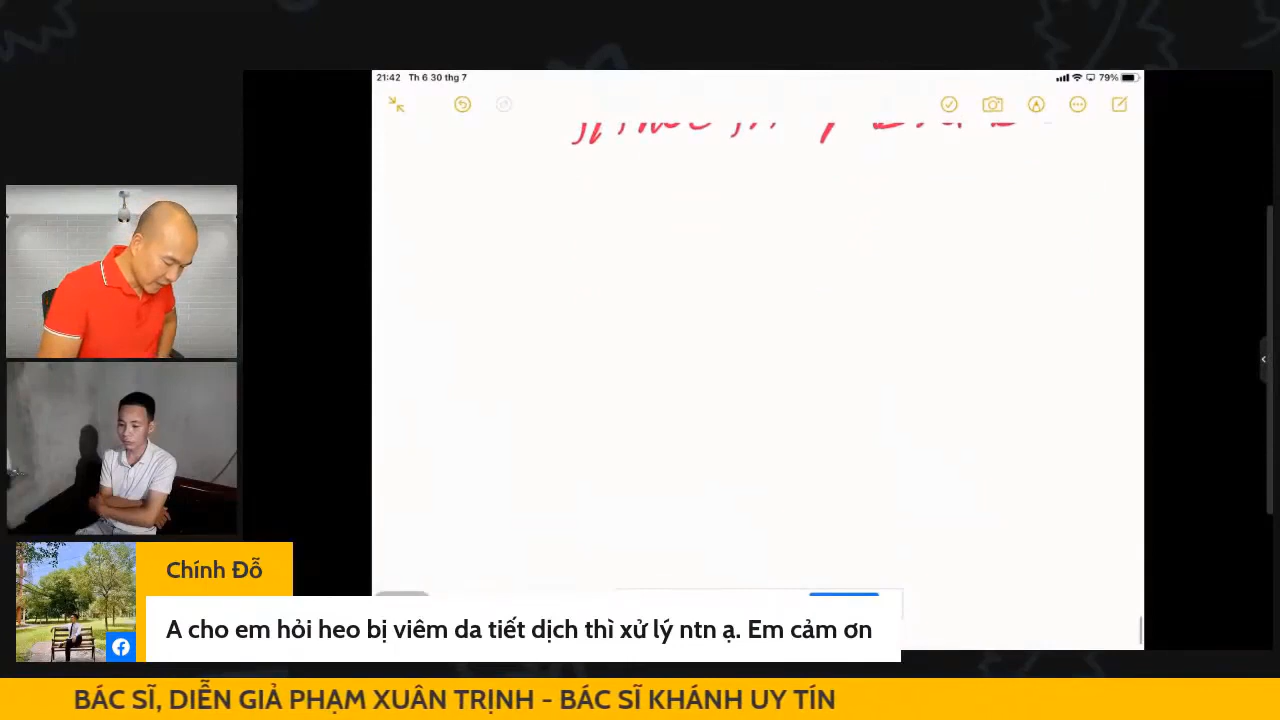 21:42 Th 6 30 thg 7
79%
Chính Đỗ
A cho em hỏi heo bị viêm da tiết dịch thì xử lý ntn ạ. Em cảm ơn
BÁC SĨ, DIỄN GIẢ PHẠM XUÂN TRỊNH - BÁC SĨ KHÁNH UY TÍN